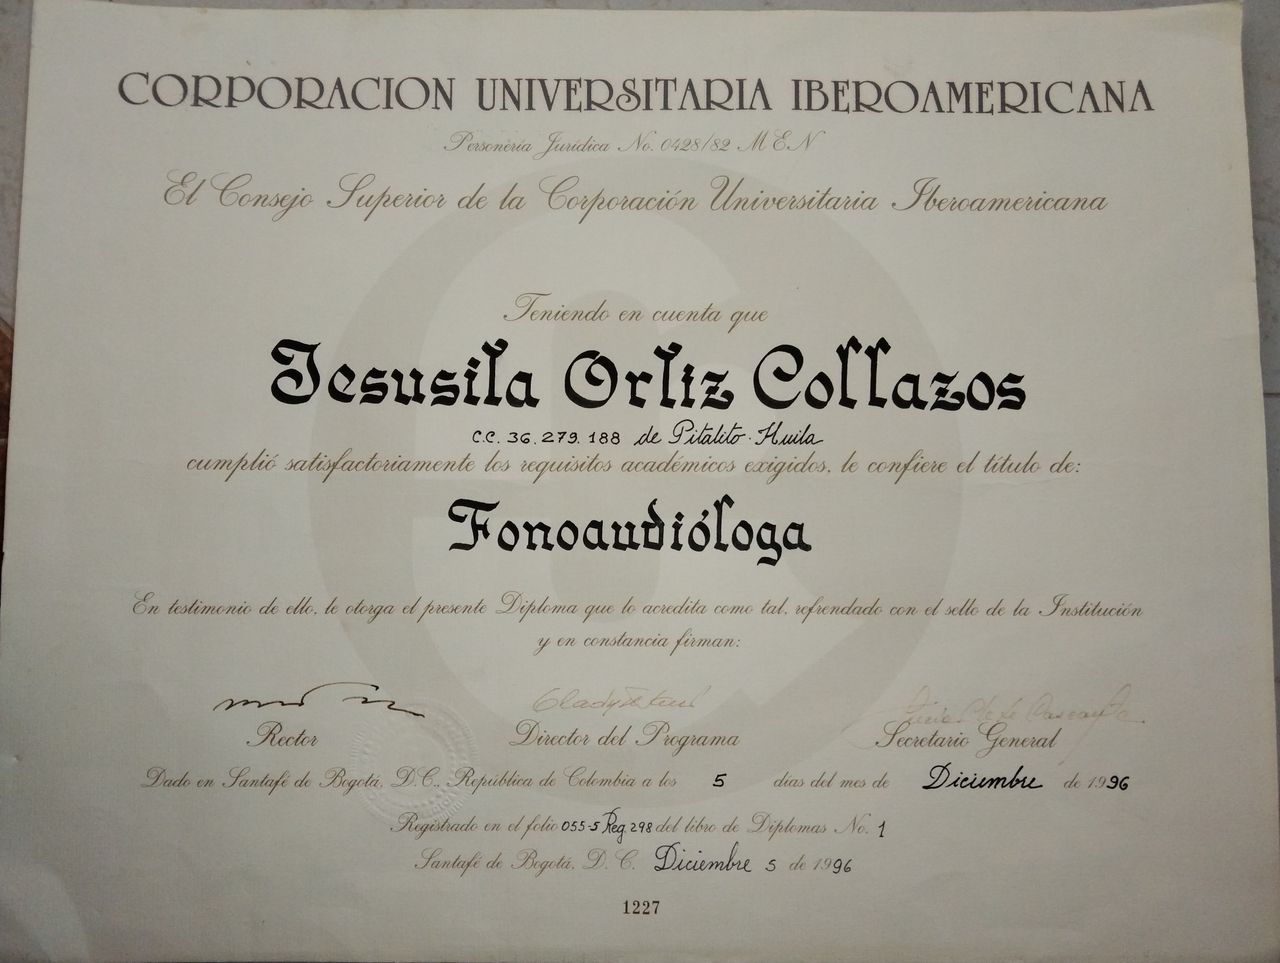 CORPORACION UNIVERSITARIA IBEROAMERICANA
Personería Jurídica No. 0428/82 M E N
El Consejo Superior de la Corporación Universitaria Iberoamericana
Teniendo en cuenta que
Jesusita Ortiz Collazos
C.C. 36.279.188 de Pitalito - Huila
cumplió satisfactoriamente los requisitos académicos exigidos, le confiere el título de:
Fonoaudióloga
En testimonio de ello, le otorga el presente Diploma que lo acredita como tal, refrendado con el sello de la Institución
y en constancia firman:
Rector Director del Programa Secretario General
Dado en Santafé de Bogotá, D.C., República de Colombia a los 5 días del mes de Diciembre de 1996
Registrado en el folio 055-5 Reg. 298 del libro de Diplomas No. 1
Santafé de Bogotá, D. C. Diciembre 5 de 1996
1227